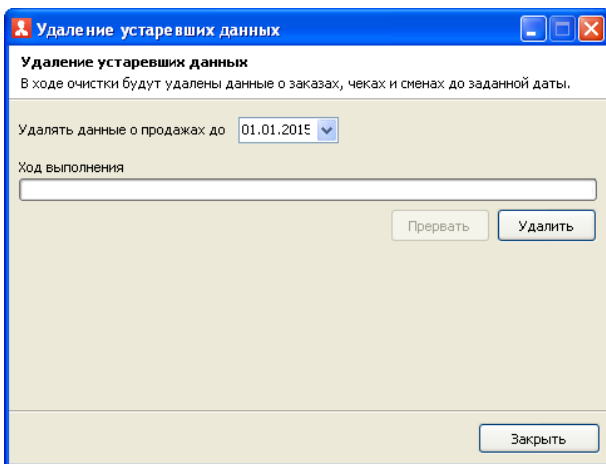 Удаление устаревших данных
Удаление устаревших данных
В ходе очистки будут удалены данные о заказах, чеках и сменах до заданной даты.
Удалять данные о продажах до 01.01.2015
Ход выполнения
Прервать Удалить
Закрыть